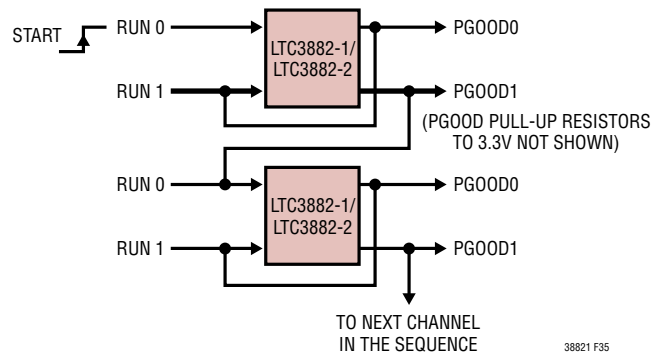 START
RUN 0
PGOOD0
LTC3882-1/
LTC3882-2
RUN 1
PGOOD1
(PGOOD PULL-UP RESISTORS
TO 3.3V NOT SHOWN)
RUN 0
PGOOD0
LTC3882-1/
LTC3882-2
RUN 1
PGOOD1
TO NEXT CHANNEL
IN THE SEQUENCE
38821 F35